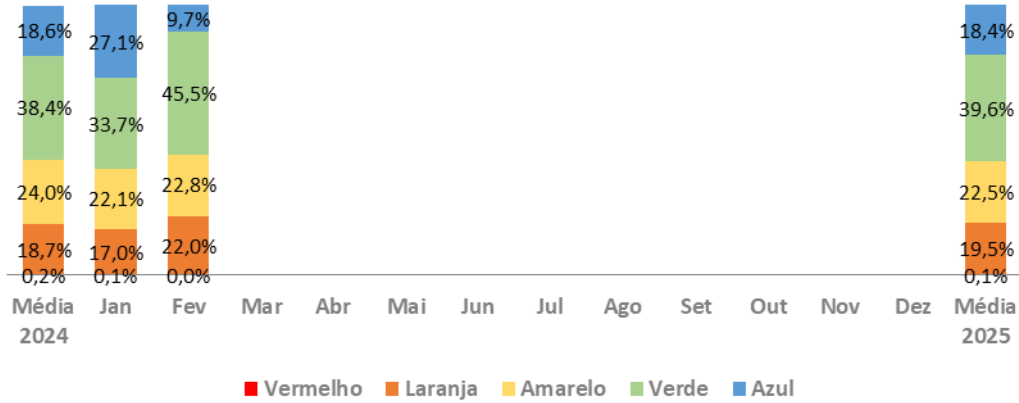 18,6% 27,1% 9,7% 18,4%
38,4% 33,7% 45,5% 39,6%
24,0% 22,1% 22,8% 22,5%
18,7% 17,0% 22,0% 19,5%
0,2% 0,1% 0,0% 0,1%
Média Jan Fev Mar Abr Mai Jun Jul Ago Set Out Nov Dez Média
2024 2025
Vermelho Laranja Amarelo Verde Azul